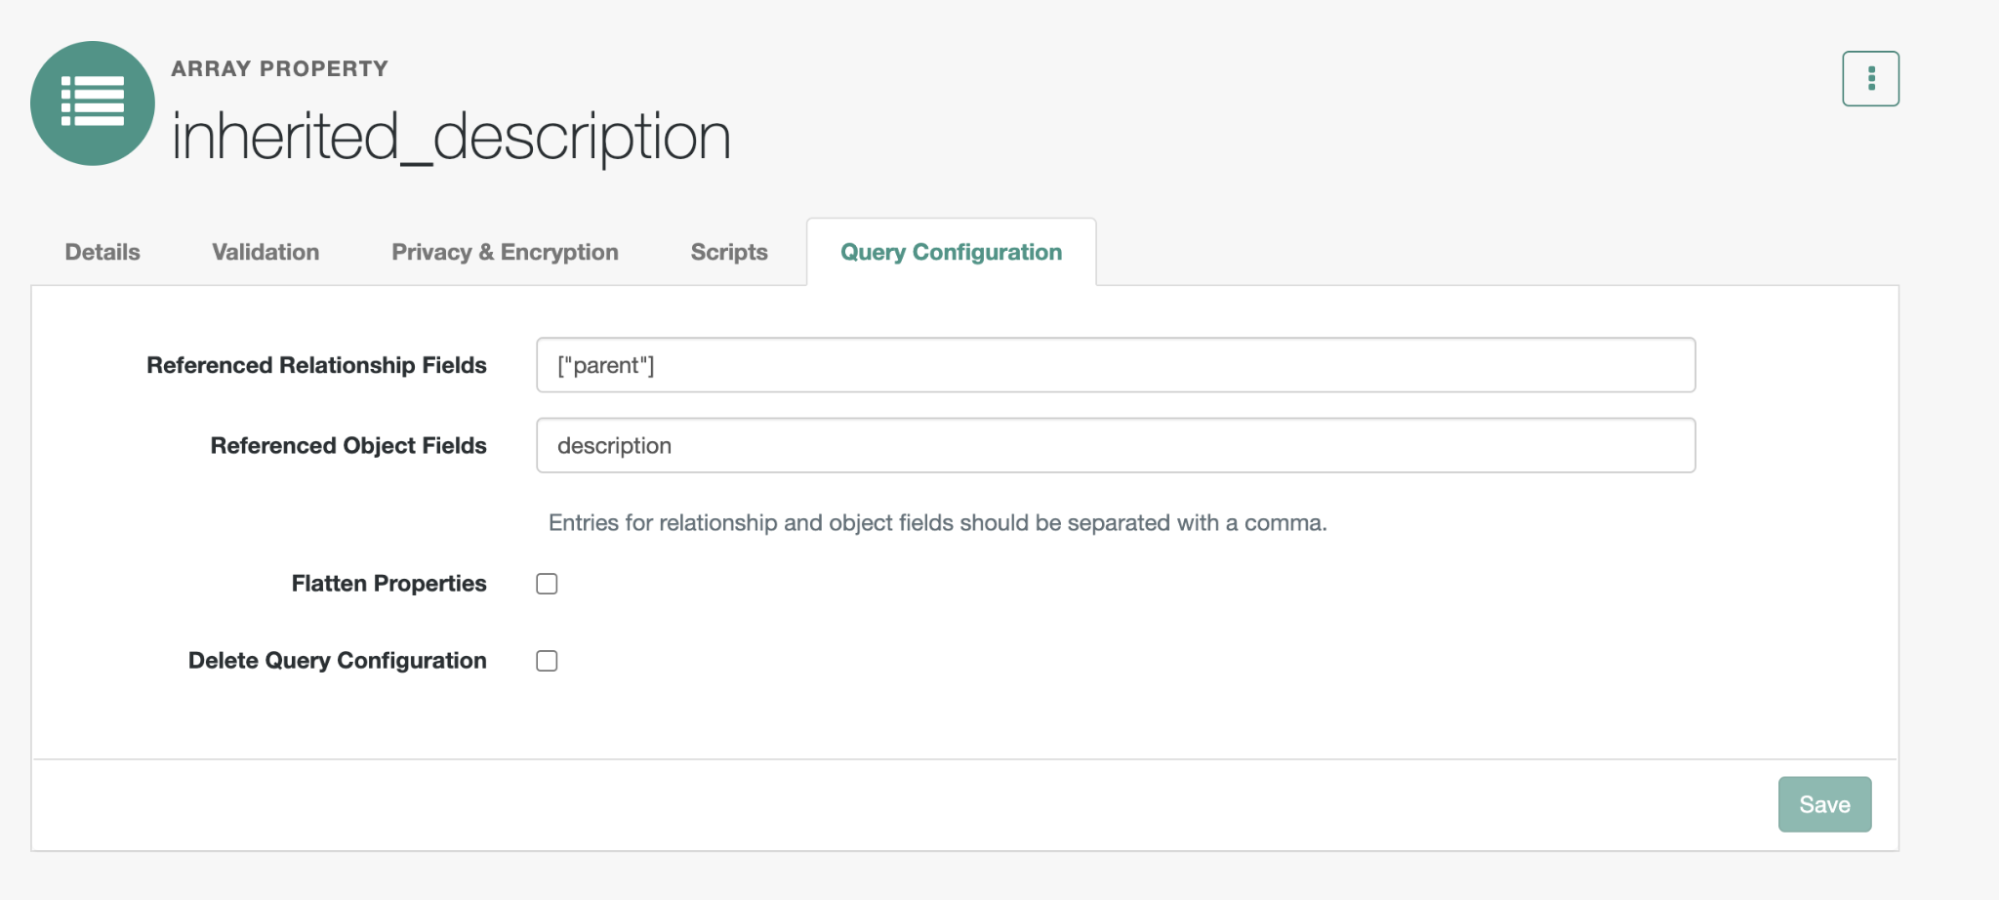 ARRAY PROPERTY
inherited_description
Details Validation Privacy & Encryption Scripts Query Configuration
Referenced Relationship Fields ["parent"]
Referenced Object Fields description
Entries for relationship and object fields should be separated with a comma.
Flatten Properties
Delete Query Configuration
Save